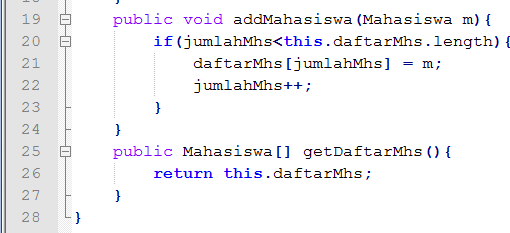 19 public void addMahasiswa(Mahasiswa m){
20 if(jumlahMhs<this.daftarMhs.length){
21 daftarMhs[jumlahMhs] = m;
22 jumlahMhs++;
23 }
24 }
25 public Mahasiswa[] getDaftarMhs(){
26 return this.daftarMhs;
27 }
28 }